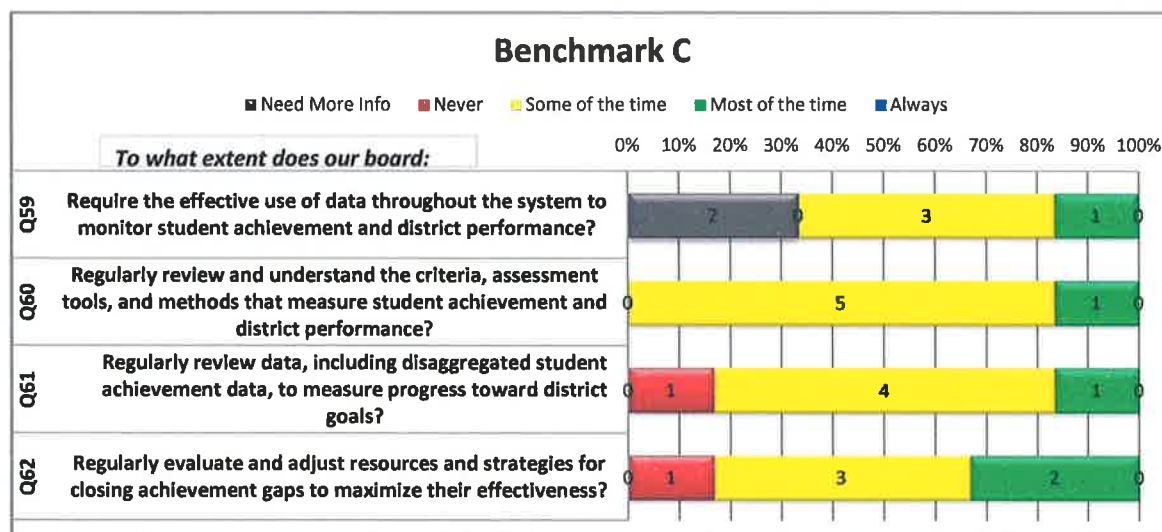 Benchmark C
Need More Info Never Some of the time Most of the time Always
To what extent does our board:
0% 10% 20% 30% 40% 50% 60% 70% 80% 90% 100%
Q59
Require the effective use of data throughout the system to
monitor student achievement and district performance?
2 0 3 1 0
Q60
Regularly review and understand the criteria, assessment
tools, and methods that measure student achievement and
district performance?
0 5 1 0
Q61
Regularly review data, including disaggregated student
achievement data, to measure progress toward district
goals?
0 1 4 1 0
Q62
Regularly evaluate and adjust resources and strategies for
closing achievement gaps to maximize their effectiveness?
0 1 3 2 0